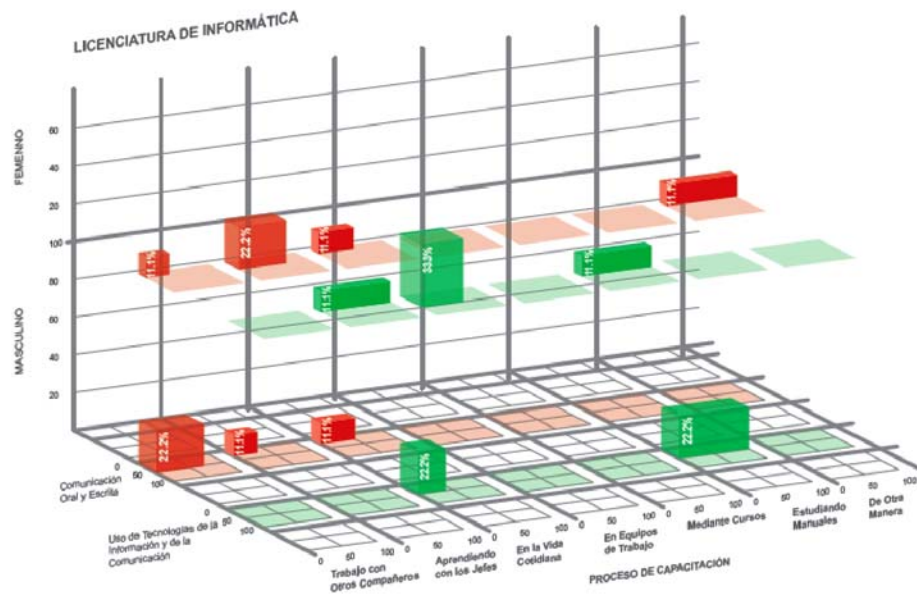 LICENCIATURA DE INFORMÁTICA
FEMENNO
MASCULINO
60
40
20
100
80
60
40
20
11.1%
22.2%
11.1%
11.1%
11.1%
33.3%
11.1%
22.2%
11.1%
11.1%
22.2%
22.2%
0
50
100
Comunicación
Oral y Escrita
0
50
100
Uso de Tecnologías de la
Información y de la
Comunicación
0
50
100
Trabajo con
Otros Compañeros
0
50
100
Aprendiendo
con los Jefes
0
50
100
En la Vida
Cotidiana
0
50
100
En Equipos
de Trabajo
0
50
100
Mediante Cursos
0
50
100
Estudiando
Manuales
0
50
100
De Otra
Manera
PROCESO DE CAPACITACIÓN